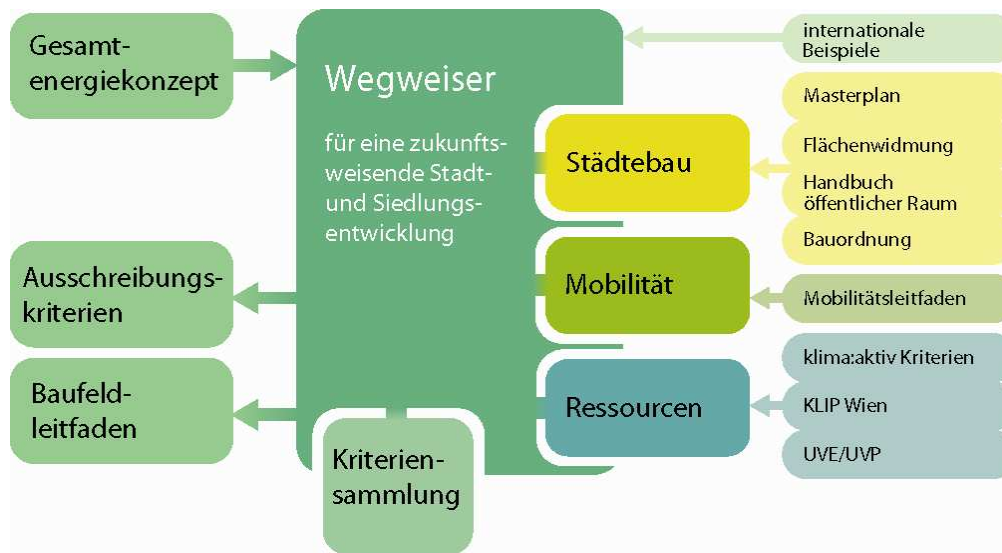 Gesamt-
energiekonzept
Wegweiser
für eine zukunfts-
weisende Stadt-
und Siedlungs-
entwicklung
Ausschreibungs-
kriterien
Baufeld-
leitfaden
Kriterien-
sammlung
Städtebau
Mobilität
Ressourcen
internationale
Beispiele
Masterplan
Flächenwidmung
Handbuch
öffentlicher Raum
Bauordnung
Mobilitätsleitfaden
klima:aktiv Kriterien
KLIP Wien
UVE/UVP